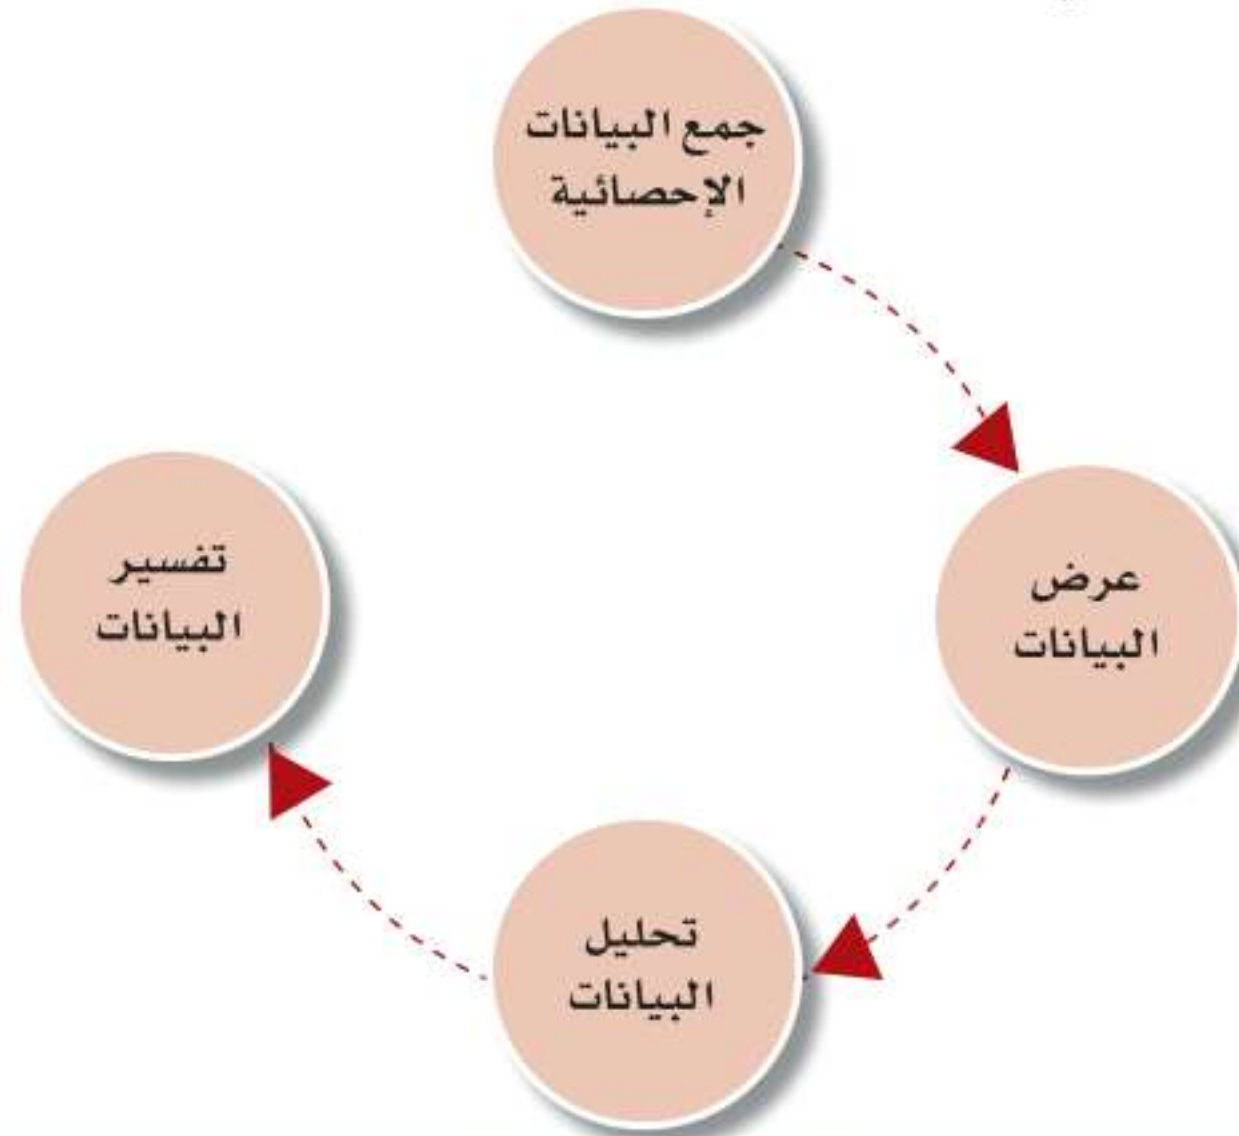 جمع البيانات
الإحصائية
عرض
البيانات
تحليل
البيانات
تفسير
البيانات